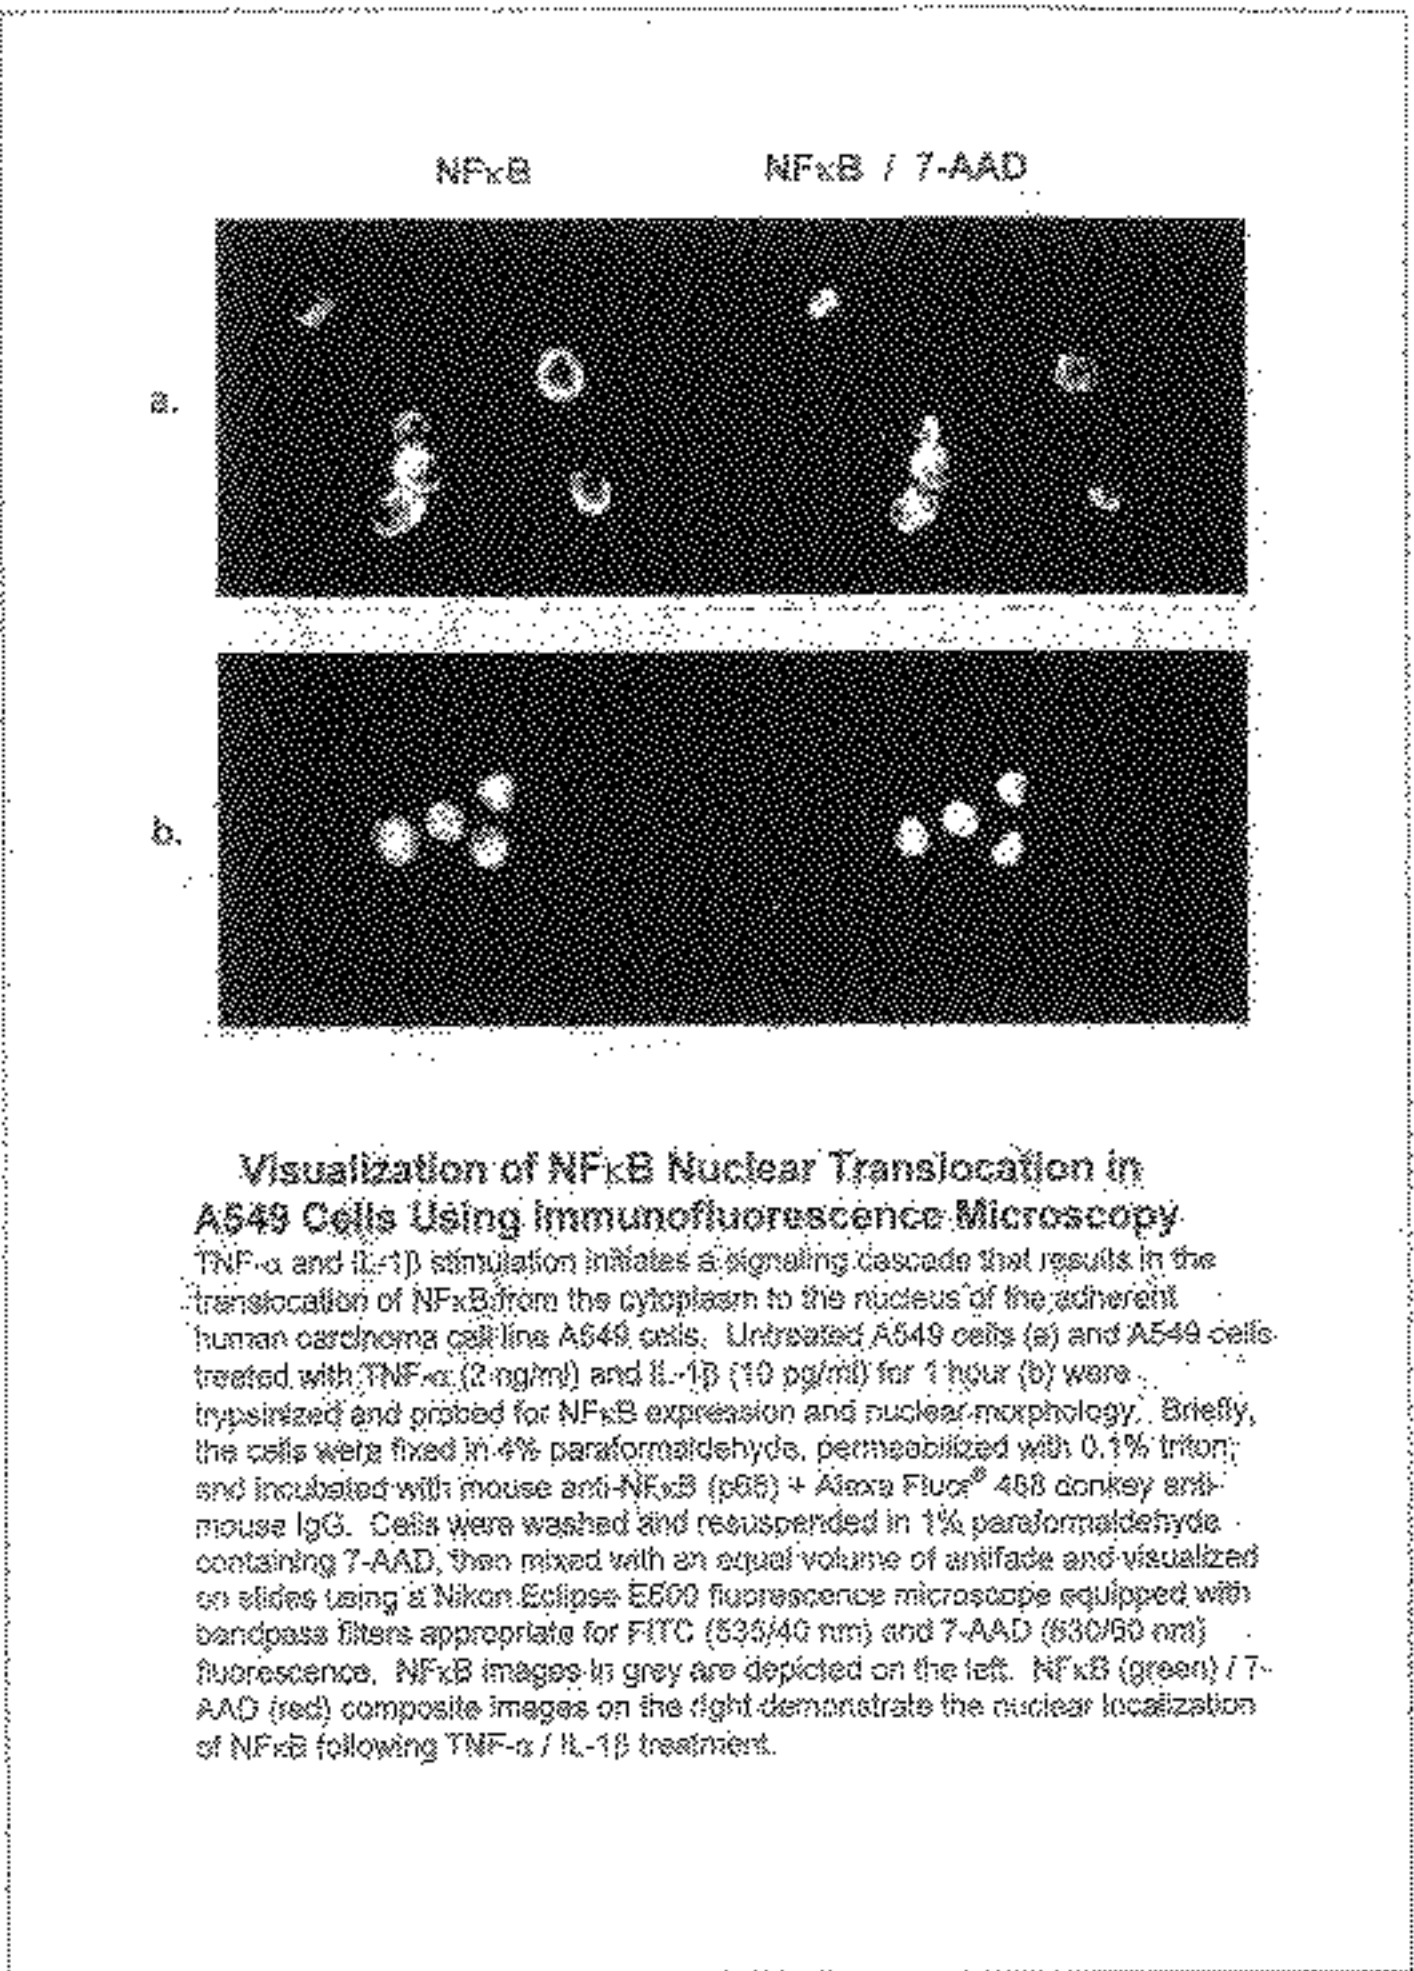 NFκB
NFκB / 7-AAD
a.
b.
Visualization of NFκB Nuclear Translocation in
A549 Cells Using Immunofluorescence Microscopy
TNF-α and IL-1β stimulation initiates a signaling cascade that results in the
translocation of NFκB from the cytoplasm to the nucleus of the adherent
human carcinoma cell line A549 cells. Untreated A549 cells (a) and A549 cells
treated with TNF-α (2 ng/ml) and IL-1β (10 pg/ml) for 1 hour (b) were
trypsinized and probed for NFκB expression and nuclear morphology. Briefly,
the cells were fixed in 4% paraformaldehyde, permeabilized with 0.1% triton,
and incubated with mouse anti-NFκB (p65) + Alexa Fluor® 488 donkey anti-
mouse IgG. Cells were washed and resuspended in 1% paraformaldehyde
containing 7-AAD, then mixed with an equal volume of antifade and visualized
on slides using a Nikon Eclipse E600 fluorescence microscope equipped with
bandpass filters appropriate for FITC (535/40 nm) and 7-AAD (630/60 nm)
fluorescence. NFκB images in grey are depicted on the left. NFκB (green) / 7-
AAD (red) composite images on the right demonstrate the nuclear localization
of NFκB following TNF-α / IL-1β treatment.